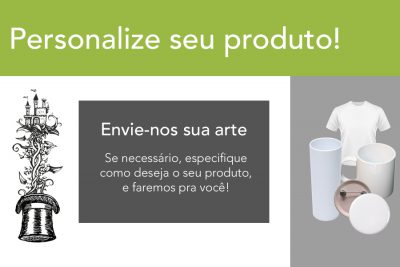 Personalize seu produto!
Envie-nos sua arte
Se necessário, especifique
como deseja o seu produto,
e faremos pra você!